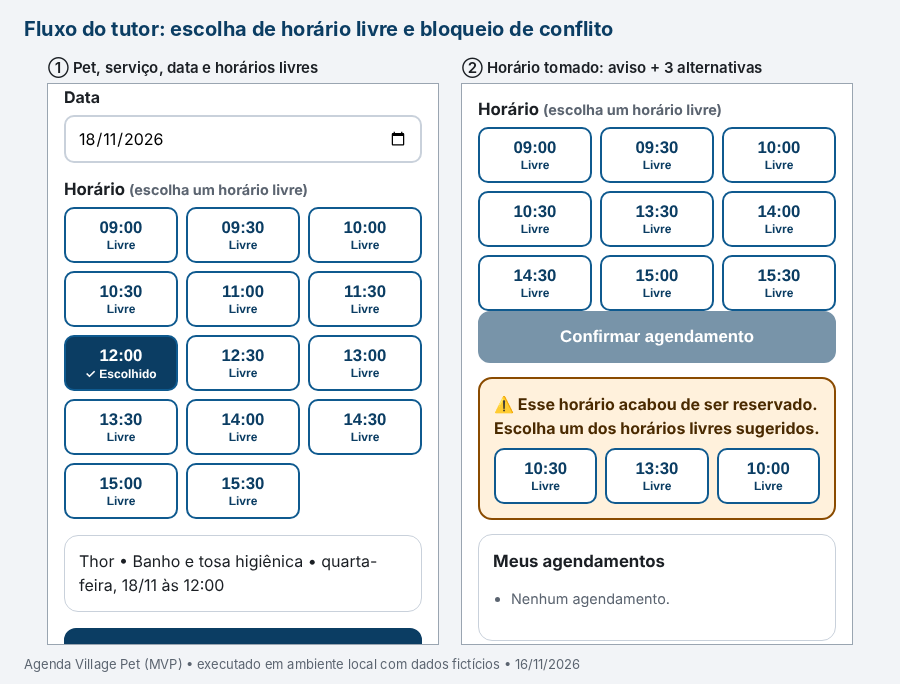 Fluxo do tutor: escolha de horário livre e bloqueio de conflito
① Pet, serviço, data e horários livres
Data
18/11/2026
Horário (escolha um horário livre)
09:00 09:30 10:00
Livre Livre Livre
10:30 11:00 11:30
Livre Livre Livre
12:00 12:30 13:00
✓ Escolhido Livre Livre
13:30 14:00 14:30
Livre Livre Livre
15:00 15:30
Livre Livre
Thor • Banho e tosa higiênica • quarta-
feira, 18/11 às 12:00
② Horário tomado: aviso + 3 alternativas
Horário (escolha um horário livre)
09:00 09:30 10:00
Livre Livre Livre
10:30 13:30 14:00
Livre Livre Livre
14:30 15:00 15:30
Livre Livre Livre
Confirmar agendamento
⚠️ Esse horário acabou de ser reservado.
Escolha um dos horários livres sugeridos.
10:30 13:30 10:00
Livre Livre Livre
Meus agendamentos
• Nenhum agendamento.
Agenda Village Pet (MVP) • executado em ambiente local com dados fictícios • 16/11/2026